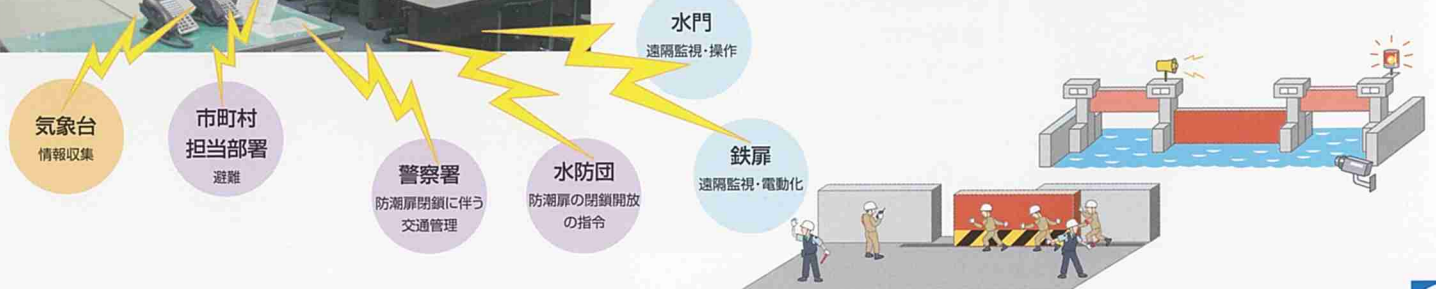 水門
遠隔監視・操作
気象台
情報収集
市町村
担当部署
避難
警察署
防潮扉閉鎖に伴う
交通管理
水防団
防潮扉の閉鎖開放
の指令
鉄扉
遠隔監視・電動化